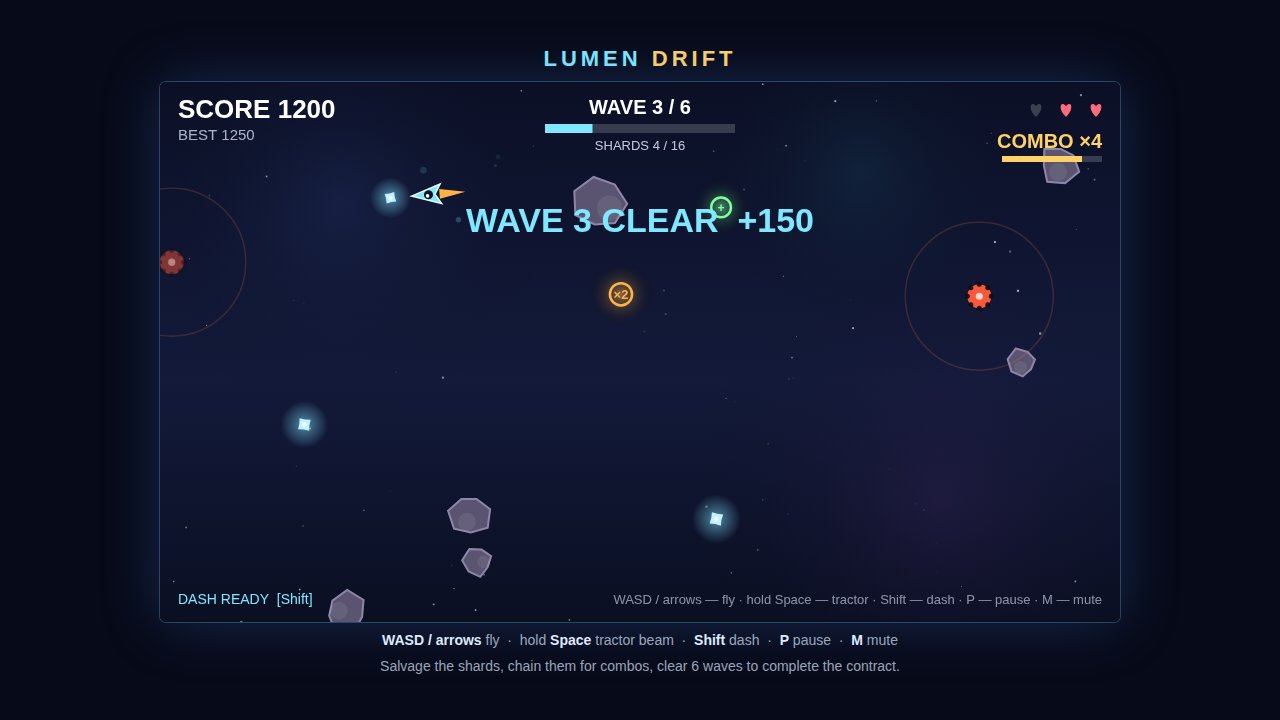 LUMEN DRIFT
SCORE 1200
BEST 1250
WAVE 3 / 6
SHARDS 4 / 16
COMBO ×4
WAVE 3 CLEAR +150
+
×2
DASH READY [Shift]
WASD / arrows — fly · hold Space — tractor · Shift — dash · P — pause · M — mute
WASD / arrows fly · hold Space tractor beam · Shift dash · P pause · M mute
Salvage the shards, chain them for combos, clear 6 waves to complete the contract.